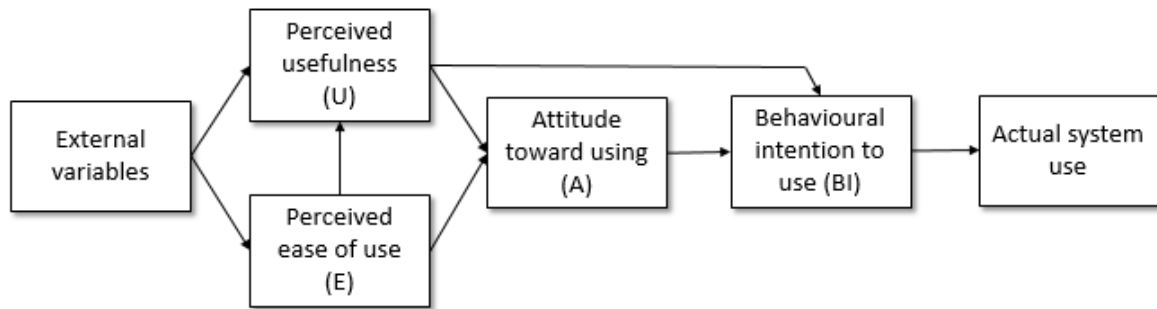 External
variables
Perceived
usefulness
(U)
Perceived
ease of use
(E)
Attitude
toward using
(A)
Behavioural
intention to
use (BI)
Actual system
use